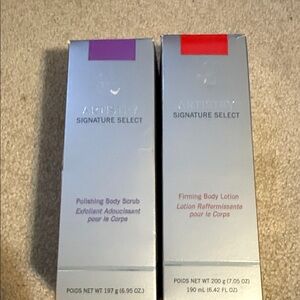 ARTISTRY
SIGNATURE SELECT
Polishing Body Scrub
Exfoliant Adoucissant
pour le Corps
POIDS NET WT 197 g (6.95 OZ.)
ARTISTRY
SIGNATURE SELECT
Firming Body Lotion
Lotion Raffermissante
pour le Corps
POIDS NET WT 200 g (7.05 OZ)
190 mL (6.42 FL OZ)